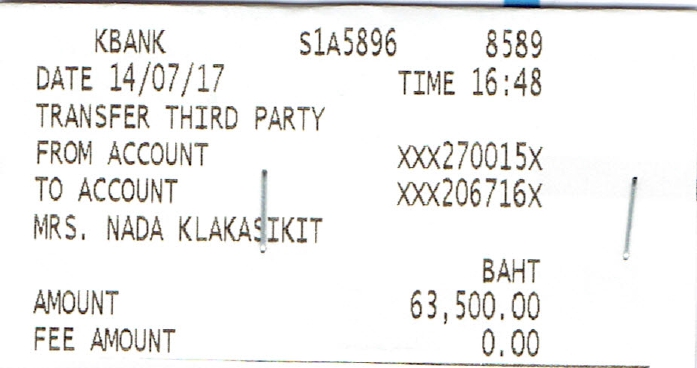 KBANK S1A5896 8589
DATE 14/07/17 TIME 16:48
TRANSFER THIRD PARTY
FROM ACCOUNT XXX270015X
TO ACCOUNT XXX206716X
MRS. NADA KLAKASIKIT
BAHT
AMOUNT 63,500.00
FEE AMOUNT 0.00